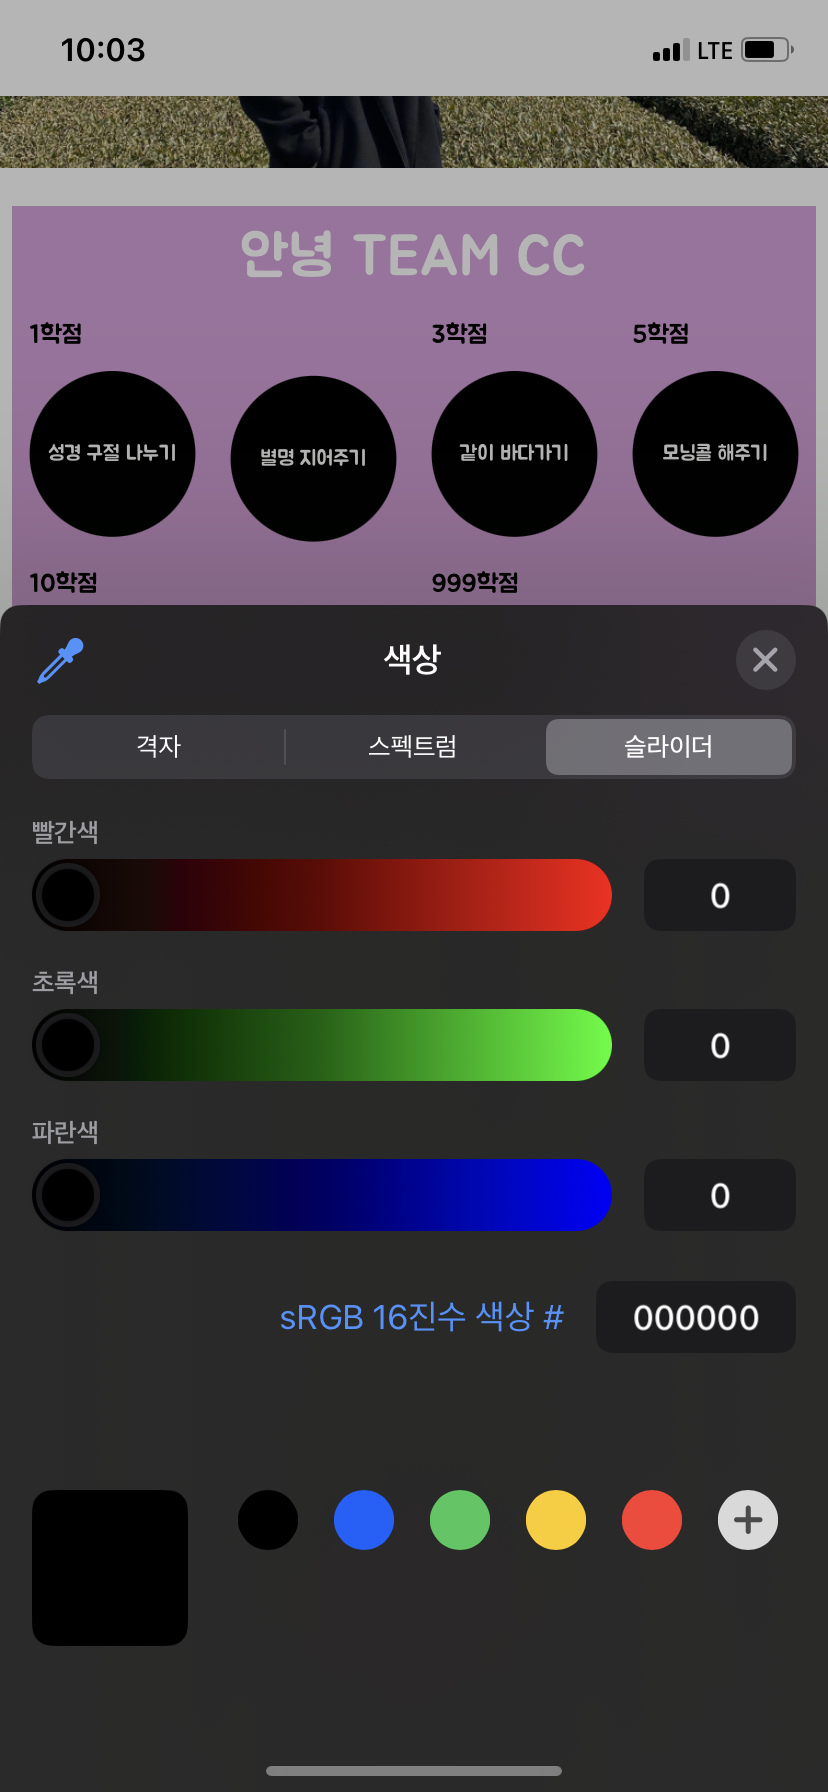 10:03
LTE
안녕 TEAM CC
1학점
3학점
5학점
성경 구절 나누기
별명 지어주기
같이 바다가기
모닝콜 해주기
10학점
999학점
색상
격자
스펙트럼
슬라이더
빨간색
0
초록색
0
파란색
0
sRGB 16진수 색상 #
000000